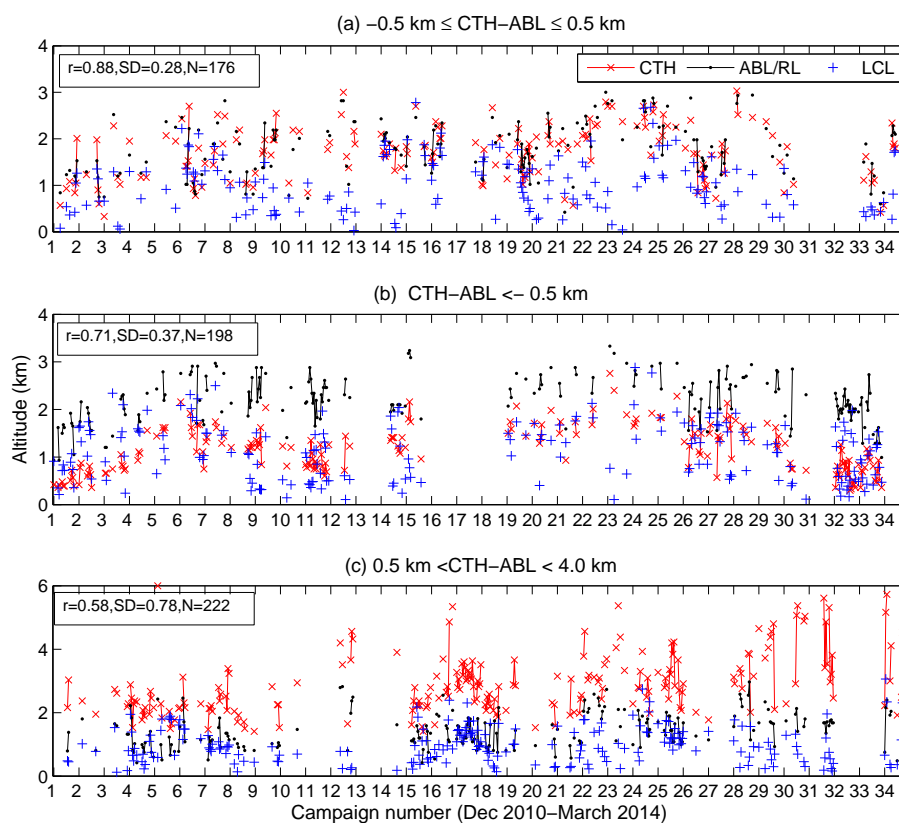 (a) −0.5 km ≤ CTH−ABL ≤ 0.5 km
4
3
2
1
0
r=0.88,SD=0.28,N=176
CTH ABL/RL LCL
1 2 3 4 5 6 7 8 9 10 11 12 13 14 15 16 17 18 19 20 21 22 23 24 25 26 27 28 29 30 31 32 33 34
(b) CTH−ABL <− 0.5 km
4
3
2
1
0
r=0.71,SD=0.37,N=198
Altitude (km)
1 2 3 4 5 6 7 8 9 10 11 12 13 14 15 16 17 18 19 20 21 22 23 24 25 26 27 28 29 30 31 32 33 34
(c) 0.5 km <CTH−ABL < 4.0 km
6
4
2
0
r=0.58,SD=0.78,N=222
1 2 3 4 5 6 7 8 9 10 11 12 13 14 15 16 17 18 19 20 21 22 23 24 25 26 27 28 29 30 31 32 33 34
Campaign number (Dec 2010−March 2014)